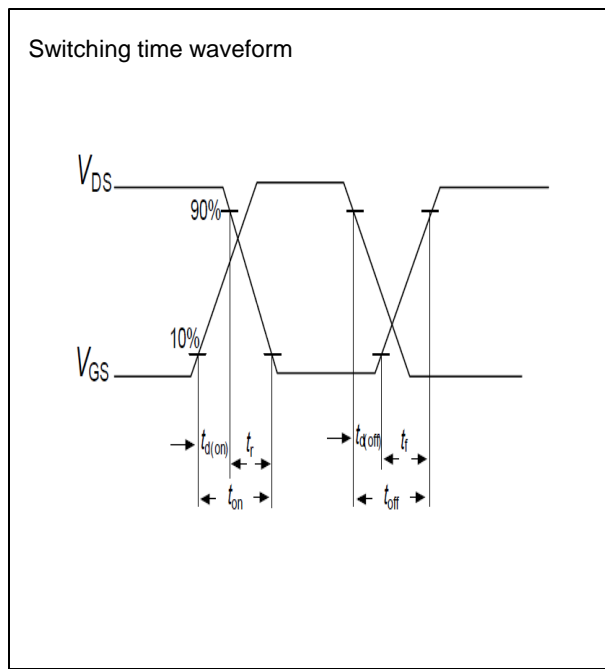 Switching time waveform
VDS
90%
10%
VGS
td(on) tr td(off) tf
ton toff